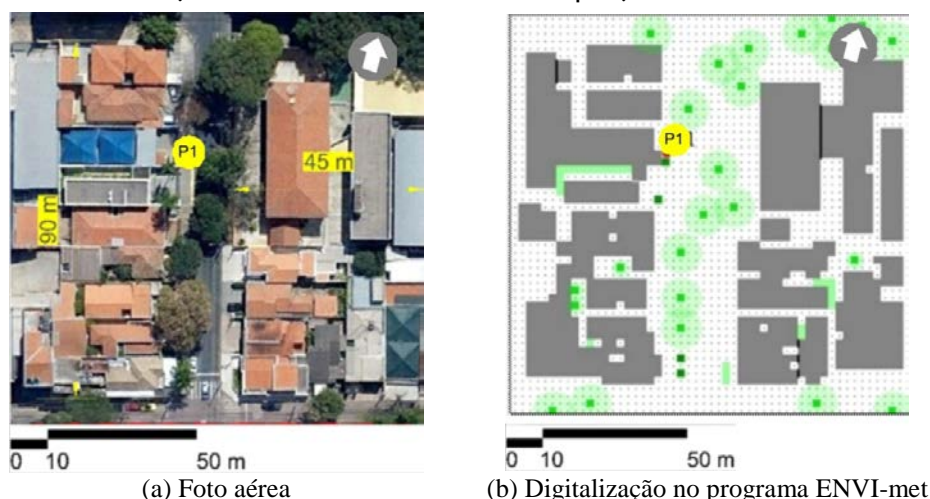 P1
45 m
90 m
P1
0 10 50 m
0 10 50 m
(a) Foto aérea
(b) Digitalização no programa ENVI-met